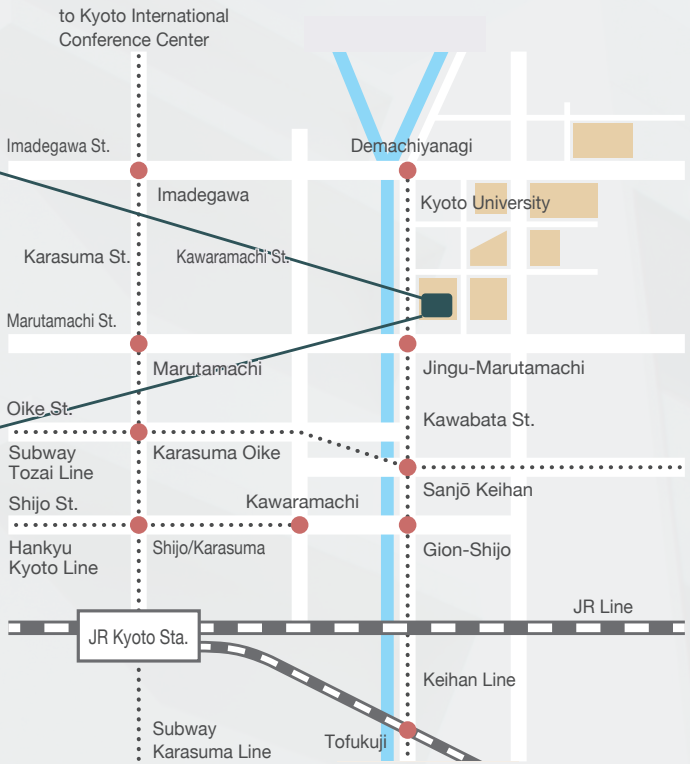 to Kyoto International
Conference Center
Imadegawa St.
Demachiyanagi
Imadegawa
Kyoto University
Karasuma St.
Kawaramachi St.
Marutamachi St.
Marutamachi
Jingu-Marutamachi
Oike St.
Kawabata St.
Subway
Tozai Line
Karasuma Oike
Sanjō Keihan
Shijo St.
Kawaramachi
Hankyu
Kyoto Line
Shijo/Karasuma
Gion-Shijo
JR Line
JR Kyoto Sta.
Keihan Line
Subway
Karasuma Line
Tofukuji